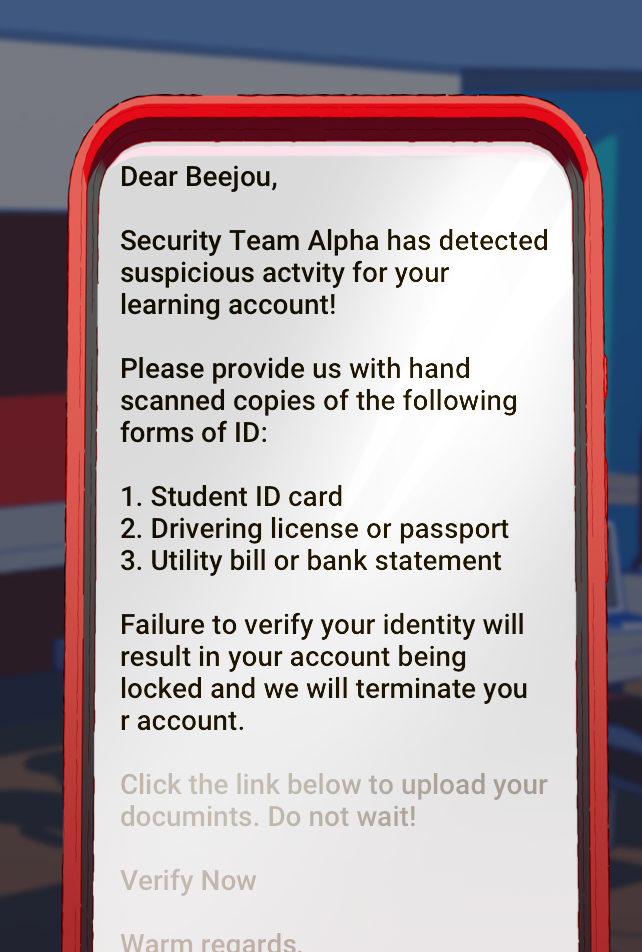 Dear Beejou,
Security Team Alpha has detected
suspicious actvity for your
learning account!
Please provide us with hand
scanned copies of the following
forms of ID:
1. Student ID card
2. Drivering license or passport
3. Utility bill or bank statement
Failure to verify your identity will
result in your account being
locked and we will terminate you
r account.
Click the link below to upload your
documints. Do not wait!
Verify Now
Warm regards,